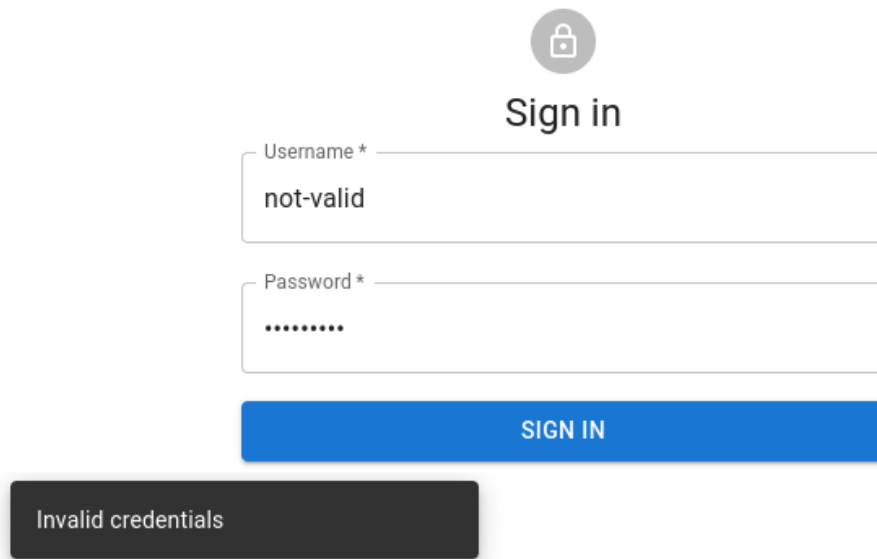 Sign in
Username *
not-valid
Password *
•••••••••
SIGN IN
Invalid credentials